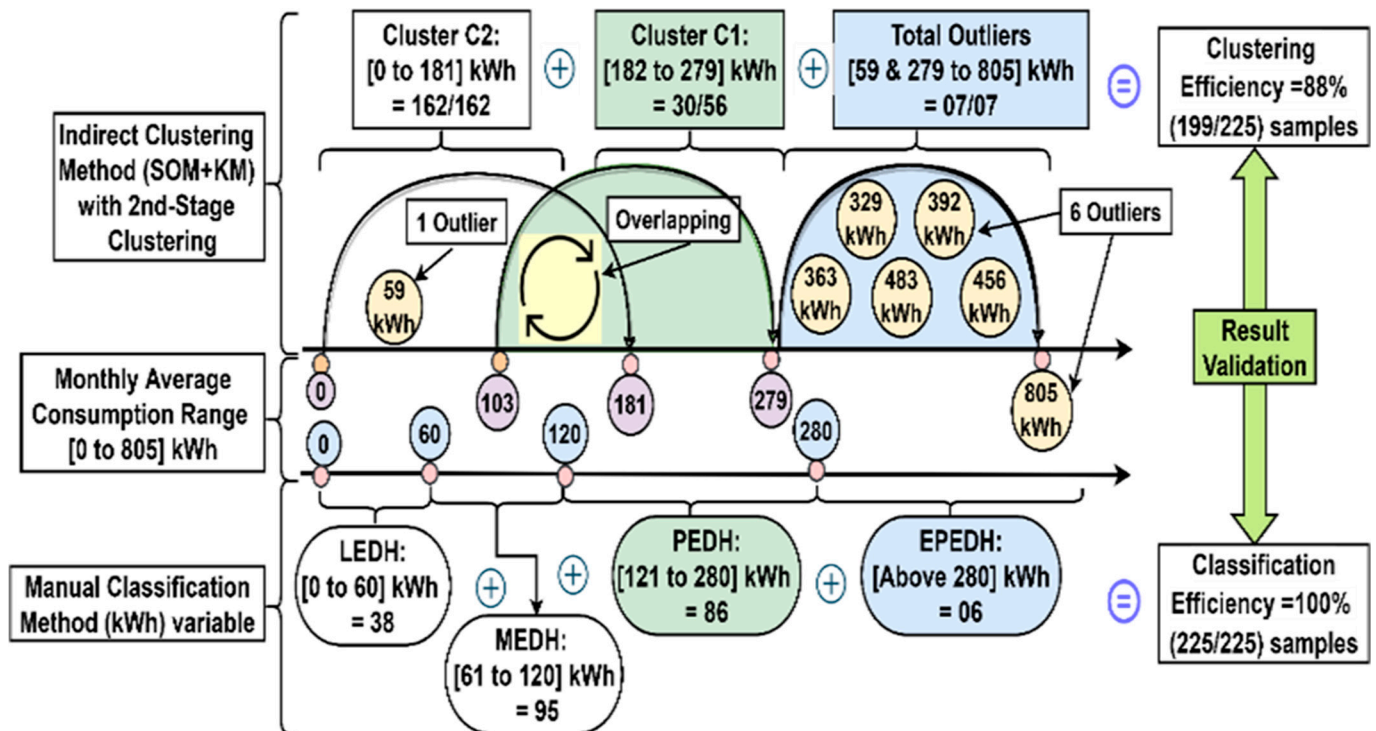 Cluster C2:
[0 to 181] kWh
= 162/162
+
Cluster C1:
[182 to 279] kWh
= 30/56
+
Total Outliers
[59 & 279 to 805] kWh
= 07/07
=
Clustering
Efficiency =88%
(199/225) samples
Indirect Clustering
Method (SOM+KM)
with 2nd-Stage
Clustering
1 Outlier
Overlapping
6 Outliers
59
kWh
329
kWh
392
kWh
363
kWh
483
kWh
456
kWh
Result
Validation
Monthly Average
Consumption Range
[0 to 805] kWh
0
103
181
279
805
kWh
0
60
120
280
Manual Classification
Method (kWh) variable
LEDH:
[0 to 60] kWh
= 38
+
MEDH:
[61 to 120] kWh
= 95
+
PEDH:
[121 to 280] kWh
= 86
+
EPEDH:
[Above 280] kWh
= 06
=
Classification
Efficiency =100%
(225/225) samples